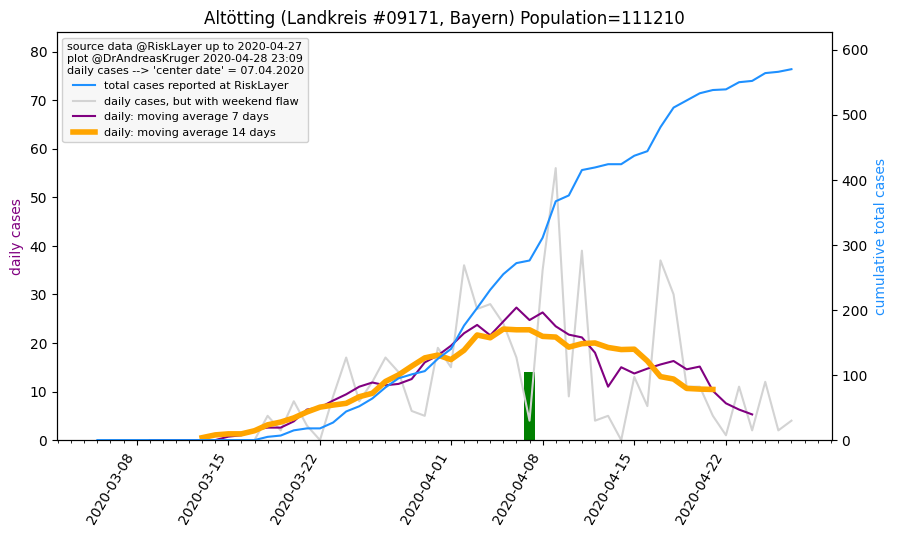 Altötting (Landkreis #09171, Bayern) Population=111210
source data @RiskLayer up to 2020-04-27
plot @DrAndreasKruger 2020-04-28 23:09
daily cases --> 'center date' = 07.04.2020
total cases reported at RiskLayer
daily cases, but with weekend flaw
daily: moving average 7 days
daily: moving average 14 days
daily cases
80
70
60
50
40
30
20
10
0
600
500
400
300
200
100
0
cumulative total cases
2020-03-08
2020-03-15
2020-03-22
2020-04-01
2020-04-08
2020-04-15
2020-04-22